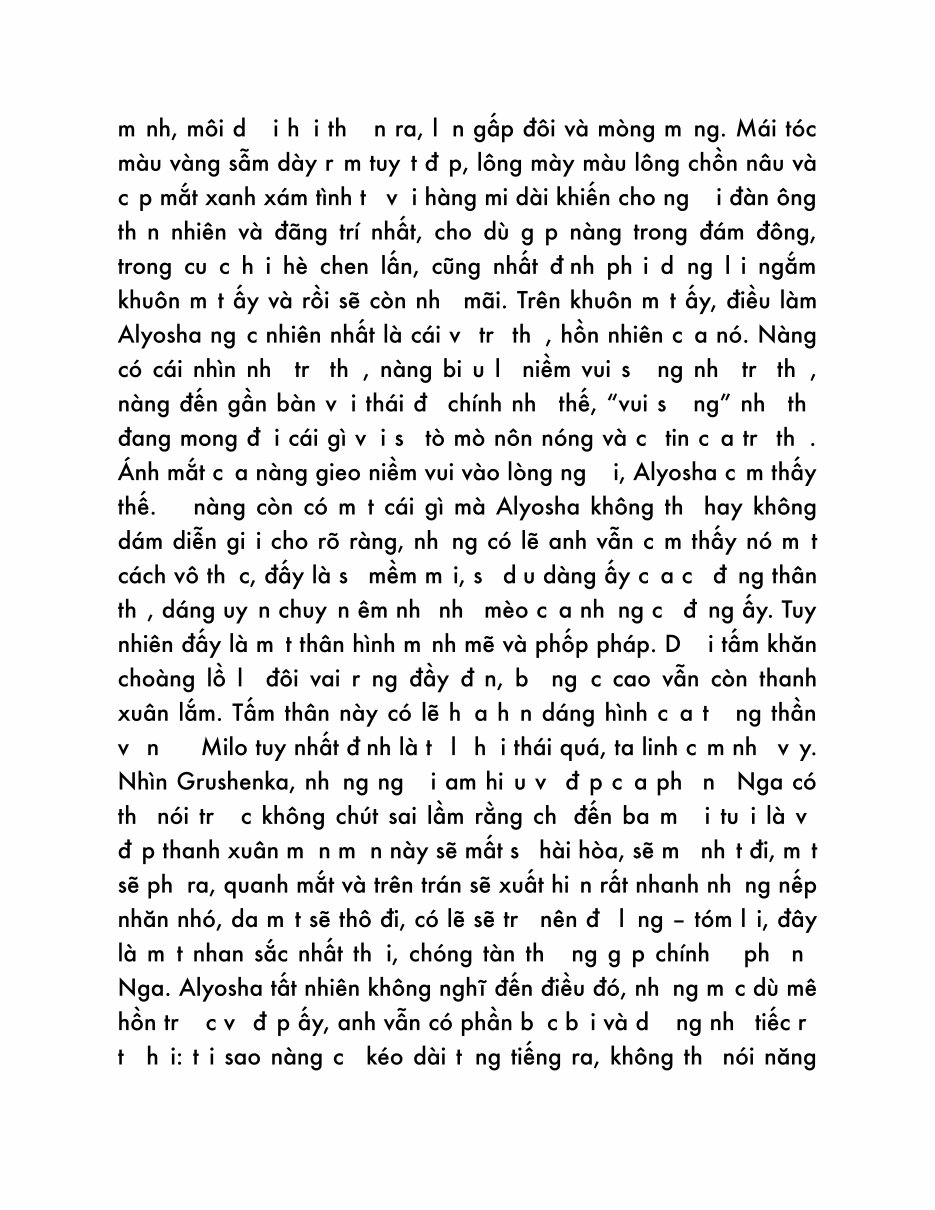 m nh, môi d i h i th n ra, l n gấp đôi và mòng m ng. Mái tóc
màu vàng sẫm dày r m tuy t đ p, lông mày màu lông chồn nâu và
c p mắt xanh xám tình t v i hàng mi dài khiến cho ng i đàn ông
th n nhiên và đãng trí nhất, cho dù g p nàng trong đám đông,
trong cu c h i hè chen lấn, cũng nhất đ nh ph i d ng l i ngắm
khuôn m t ấy và rồi sẽ còn nh mãi. Trên khuôn m t ấy, điều làm
Alyosha ng c nhiên nhất là cái v tr th , hồn nhiên c a nó. Nàng
có cái nhìn nh tr th , nàng bi u l niềm vui s ng nh tr th ,
nàng đến gần bàn v i thái đ chính nh thế, “vui s ng” nh th
đang mong đ i cái gì v i s tò mò nôn nóng và c tin c a tr th .
Ánh mắt c a nàng gieo niềm vui vào lòng ng i, Alyosha c m thấy
thế. nàng còn có m t cái gì mà Alyosha không th hay không
dám diễn gi i cho rõ ràng, nh ng có lẽ anh vẫn c m thấy nó m t
cách vô th c, đấy là s mềm m i, s d u dàng ấy c a c đ ng thân
th , dáng uy n chuy n êm nh nh mèo c a nh ng c đ ng ấy. Tuy
nhiên đấy là m t thân hình m nh mẽ và phốp pháp. D i tấm khăn
choàng lồ l đôi vai r ng đầy đ n, b ng c cao vẫn còn thanh
xuân lắm. Tấm thân này có lẽ h a h n dáng hình c a t ng thần
v n Milo tuy nhất đ nh là t l h i thái quá, ta linh c m nh v y.
Nhìn Grushenka, nh ng ng i am hi u v đ p c a ph n Nga có
th nói tr c không chút sai lầm rằng ch đến ba m i tu i là v
đ p thanh xuân m n m n này sẽ mất s hài hòa, sẽ m nh t đi, m t
sẽ ph ra, quanh mắt và trên trán sẽ xuất hi n rất nhanh nh ng nếp
nhăn nhó, da m t sẽ thô đi, có lẽ sẽ tr nên đ l ng – tóm l i, đây
là m t nhan sắc nhất th i, chóng tàn th ng g p chính ph n
Nga. Alyosha tất nhiên không nghĩ đến điều đó, nh ng m c dù mê
hồn tr c v đ p ấy, anh vẫn có phần b c b i và d ng nh tiếc r
t h i: t i sao nàng c kéo dài t ng tiếng ra, không th nói năng